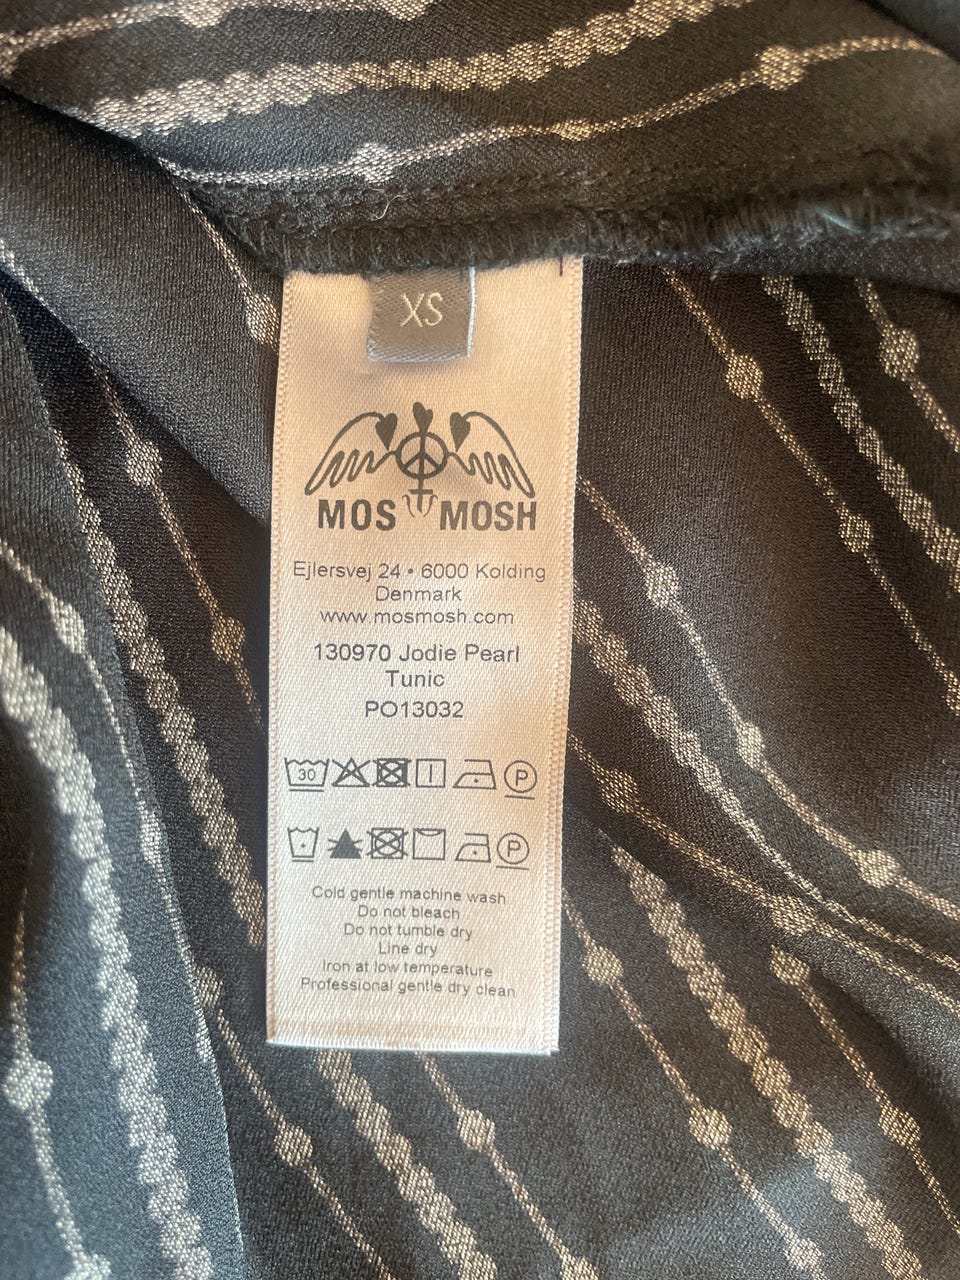 XS
MOS MOSH
Ejlersvej 24 • 6000 Kolding
Denmark
www.mosmosh.com
130970 Jodie Pearl
Tunic
PO13032
30 P
P
Cold gentle machine wash
Do not bleach
Do not tumble dry
Line dry
Iron at low temperature
Professional gentle dry clean